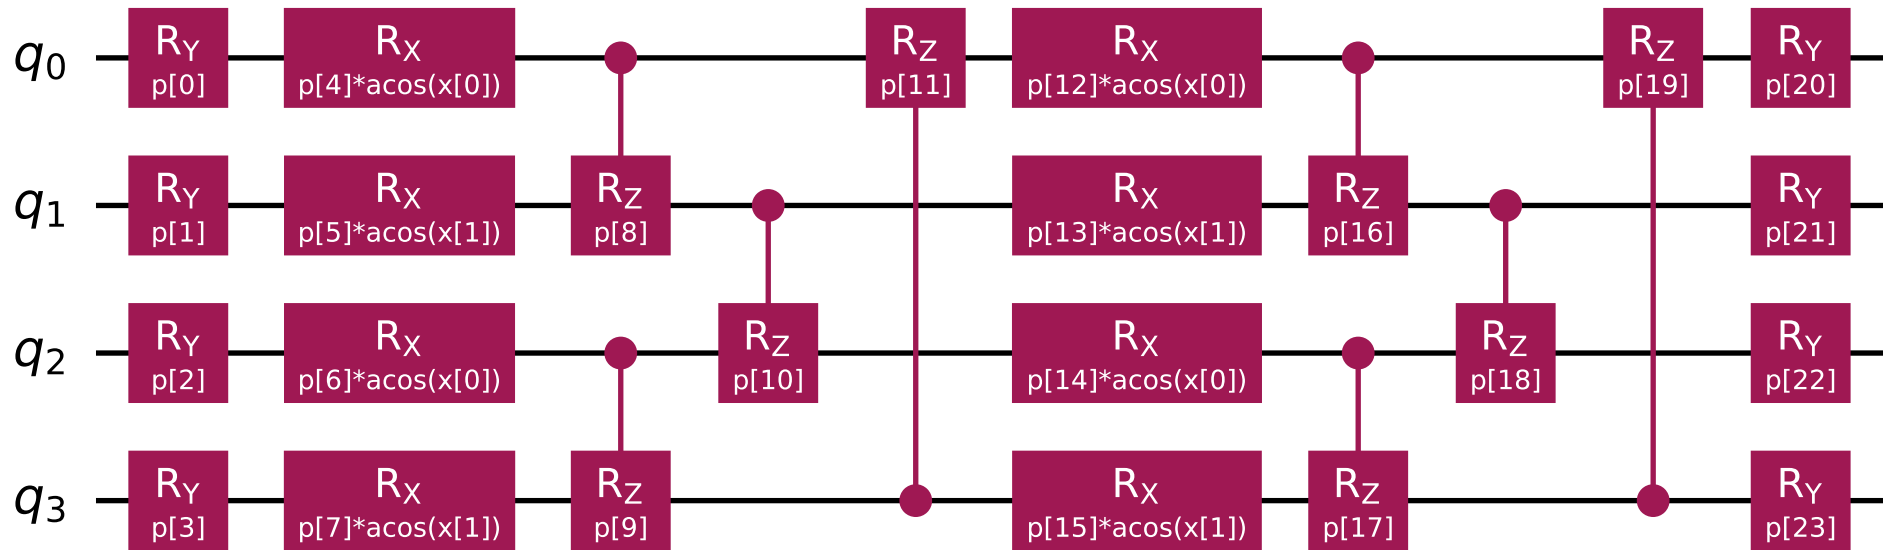 q0 RY p[0] RX p[4]*acos(x[0]) RZ p[11] RX p[12]*acos(x[0]) RZ p[19] RY p[20]
q1 RY p[1] RX p[5]*acos(x[1]) RZ p[8] RX p[13]*acos(x[1]) RZ p[16] RY p[21]
q2 RY p[2] RX p[6]*acos(x[0]) RZ p[10] RX p[14]*acos(x[0]) RZ p[18] RY p[22]
q3 RY p[3] RX p[7]*acos(x[1]) RZ p[9] RX p[15]*acos(x[1]) RZ p[17] RY p[23]